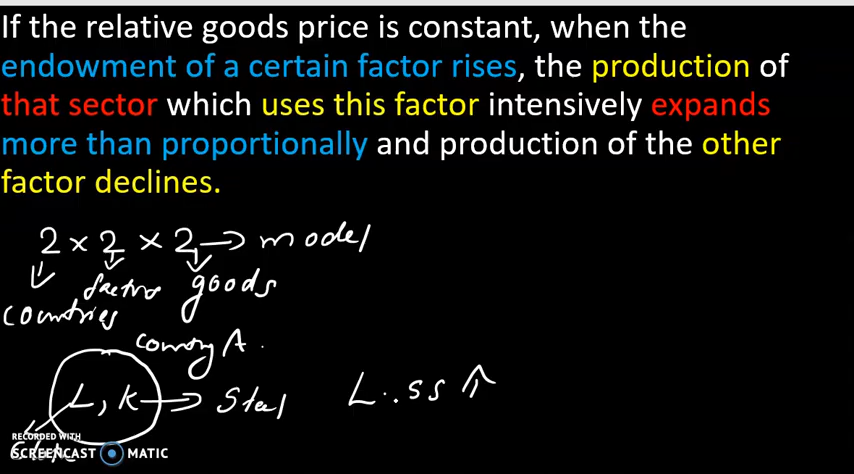 If the relative goods price is constant, when the
endowment of a certain factor rises, the production of
that sector which uses this factor intensively expands
more than proportionally and production of the other
factor declines.
2 × 2 × 2 → model
countries factors goods
country A.
L, K → Steel L.. ss ↑
RECORDED WITH
SCREENCAST MATIC